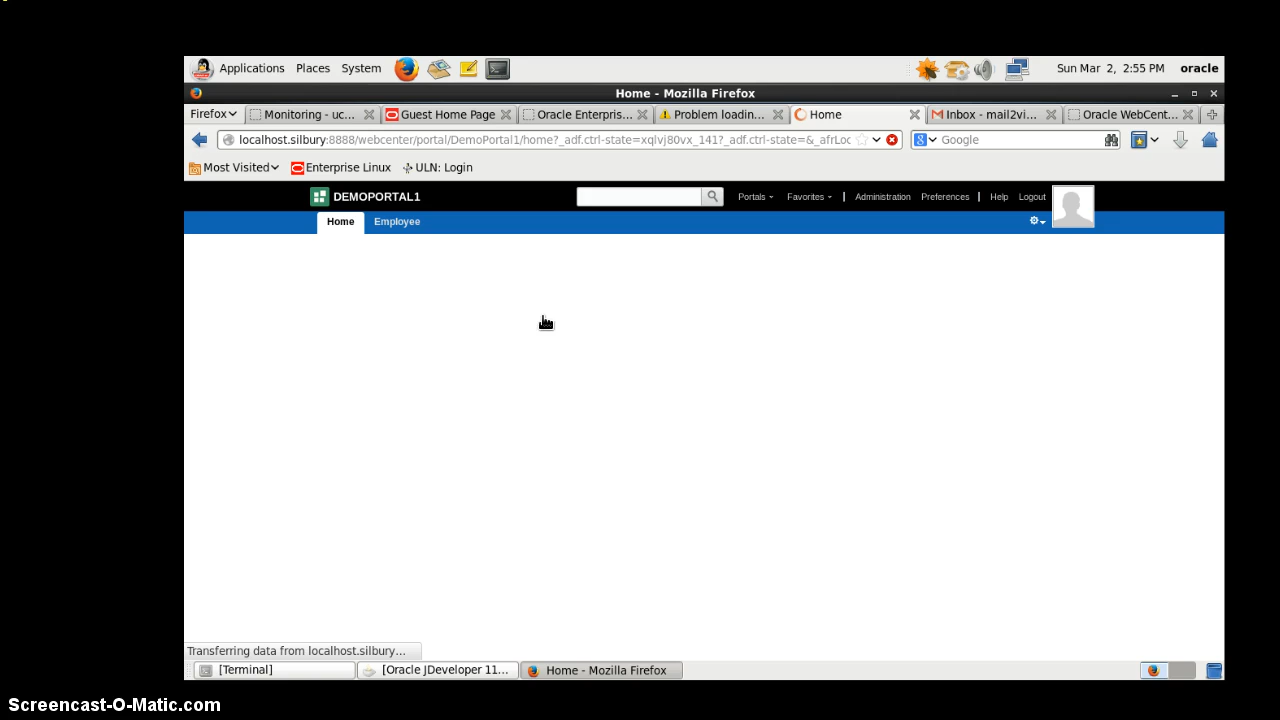 Applications Places System Sun Mar 2, 2:55 PM oracle
Home - Mozilla Firefox
Firefox Monitoring - uc... Guest Home Page Oracle Enterpris... Problem loadin... Home Inbox - mail2vi... Oracle WebCent...
localhost.silbury:8888/webcenter/portal/DemoPortal1/home?_adf.ctrl-state=xqlvj80vx_141?_adf.ctrl-state=&_afrLoc Google
Most Visited Enterprise Linux ULN: Login
DEMOPORTAL1 Portals Favorites Administration Preferences Help Logout
Home Employee
Transferring data from localhost.silbury...
[Terminal] [Oracle JDeveloper 11... Home - Mozilla Firefox
Screencast-O-Matic.com